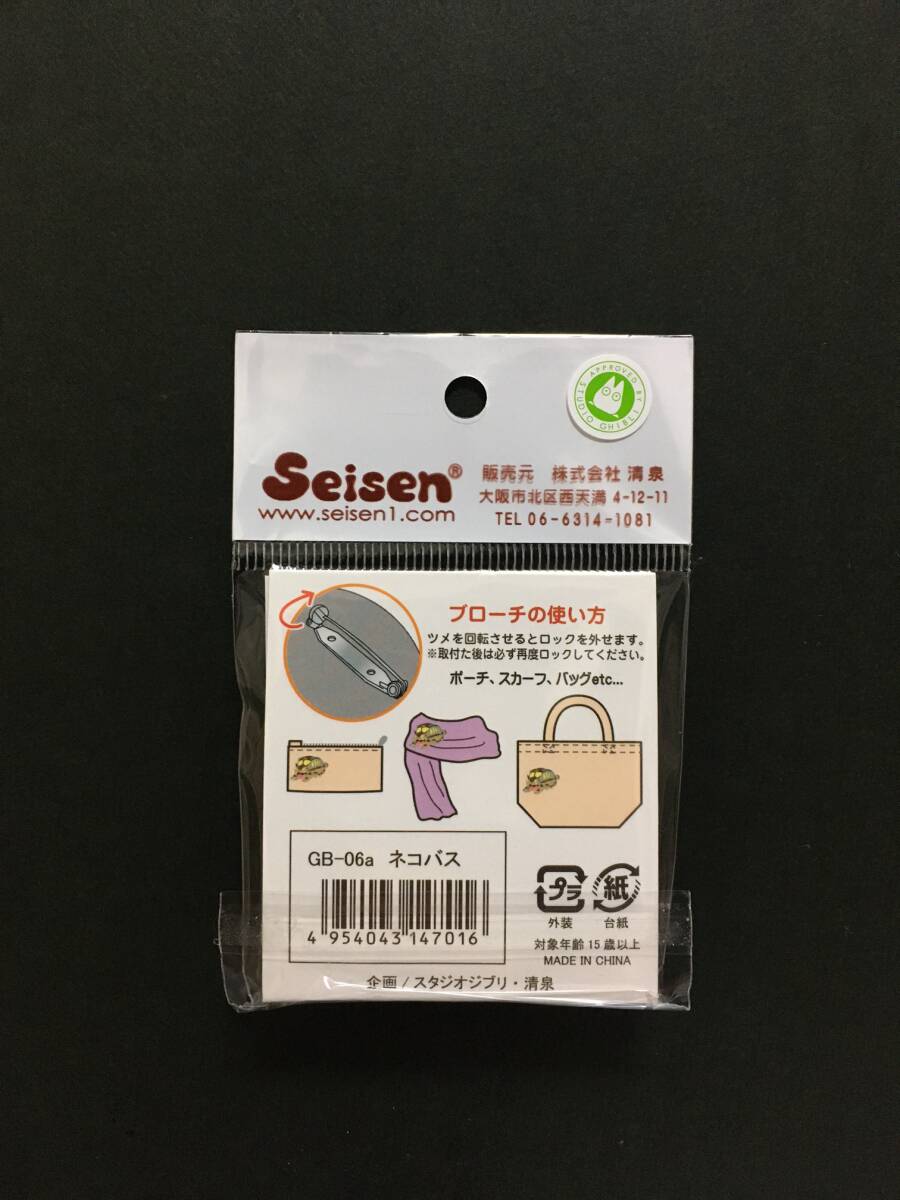 APPROVED BY
STUDIO GHIBLI
Seisen®
www.seisen1.com
販売元 株式会社 清泉
大阪市北区西天満 4-12-11
TEL 06-6314-1081
ブローチの使い方
ツメを回転させるとロックを外せます。
※取付た後は必ず再度ロックしてください。
ポーチ、スカーフ、バッグetc...
GB-06a ネコバス
4 954043 147016
プラ
外装
紙
台紙
対象年齢 15 歳以上
MADE IN CHINA
企画/スタジオジブリ・清泉